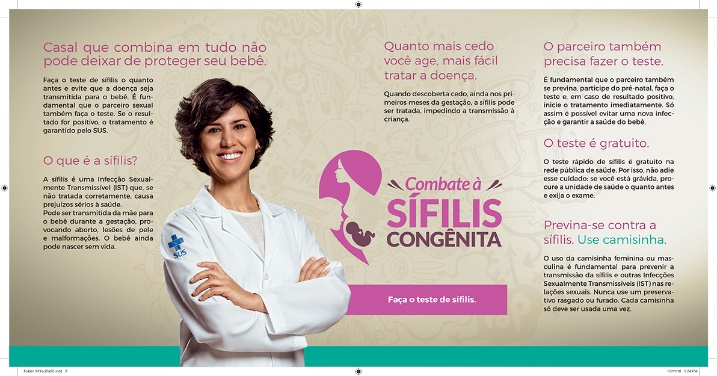 Casal que combina em tudo não
pode deixar de proteger seu bebê.
Faça o teste de sífilis o quanto
antes e evite que a doença seja
transmitida para o bebê. É fun-
damental que o parceiro sexual
também faça o teste. Se o resul-
tado for positivo, o tratamento é
garantido pelo SUS.
O que é a sífilis?
A sífilis é uma Infecção Sexual-
mente Transmissível (IST) que, se
não tratada corretamente, causa
prejuízos sérios à saúde.
Pode ser transmitida da mãe para
o bebê durante a gestação, pro-
vocando aborto, lesões de pele
e malformações. O bebê ainda
pode nascer sem vida.
SUS
Quanto mais cedo
você age, mais fácil
tratar a doença.
Quando descoberta cedo, ainda nos pri-
meiros meses da gestação, a sífilis pode
ser tratada, impedindo a transmissão à
criança.
Combate à
SÍFILIS
CONGÊNITA
Faça o teste de sífilis.
O parceiro também
precisa fazer o teste.
É fundamental que o parceiro também
se previna, participe do pré-natal, faça o
teste e, em caso de resultado positivo,
inicie o tratamento imediatamente. Só
assim é possível evitar uma nova infec-
ção e garantir a saúde do bebê.
O teste é gratuito.
O teste rápido de sífilis é gratuito na
rede pública de saúde. Por isso, não adie
esse cuidado: se você está grávida, pro-
cure a unidade de saúde o quanto antes
e exija o exame.
Previna-se contra a
sífilis. Use camisinha.
O uso da camisinha feminina ou mas-
culina é fundamental para prevenir a
transmissão da sífilis e outras Infecções
Sexualmente Transmissíveis (IST) nas re-
lações sexuais. Nunca use um preserva-
tivo rasgado ou furado. Cada camisinha
só deve ser usada uma vez.